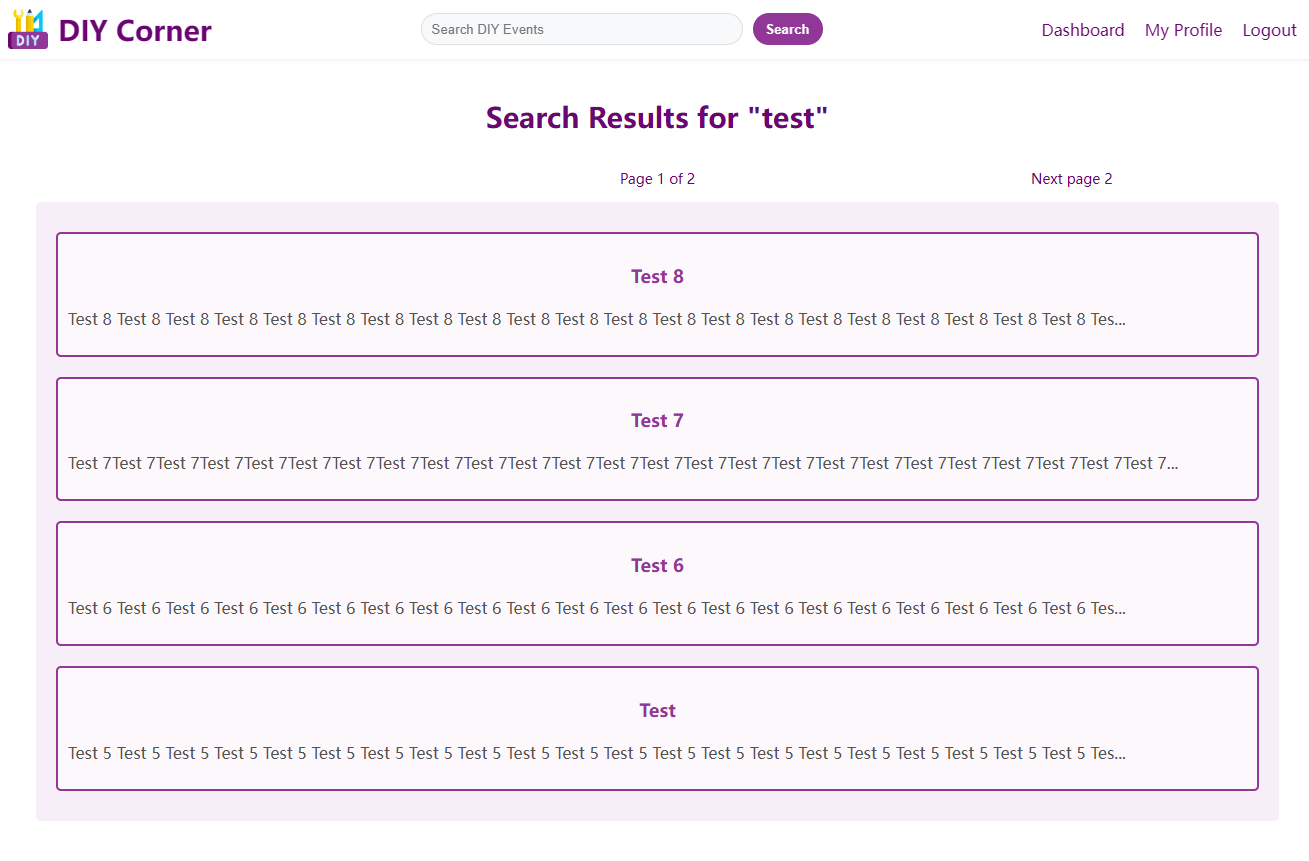 DIY
DIY Corner
Search DIY Events
Search
Dashboard
My Profile
Logout
Search Results for "test"
Page 1 of 2
Next page 2
Test 8
Test 8 Test 8 Test 8 Test 8 Test 8 Test 8 Test 8 Test 8 Test 8 Test 8 Test 8 Test 8 Test 8 Test 8 Test 8 Test 8 Test 8 Test 8 Test 8 Test 8 Test 8 Tes...
Test 7
Test 7Test 7Test 7Test 7Test 7Test 7Test 7Test 7Test 7Test 7Test 7Test 7Test 7Test 7Test 7Test 7Test 7Test 7Test 7Test 7Test 7Test 7Test 7Test 7Test 7...
Test 6
Test 6 Test 6 Test 6 Test 6 Test 6 Test 6 Test 6 Test 6 Test 6 Test 6 Test 6 Test 6 Test 6 Test 6 Test 6 Test 6 Test 6 Test 6 Test 6 Test 6 Test 6 Tes...
Test
Test 5 Test 5 Test 5 Test 5 Test 5 Test 5 Test 5 Test 5 Test 5 Test 5 Test 5 Test 5 Test 5 Test 5 Test 5 Test 5 Test 5 Test 5 Test 5 Test 5 Test 5 Tes...